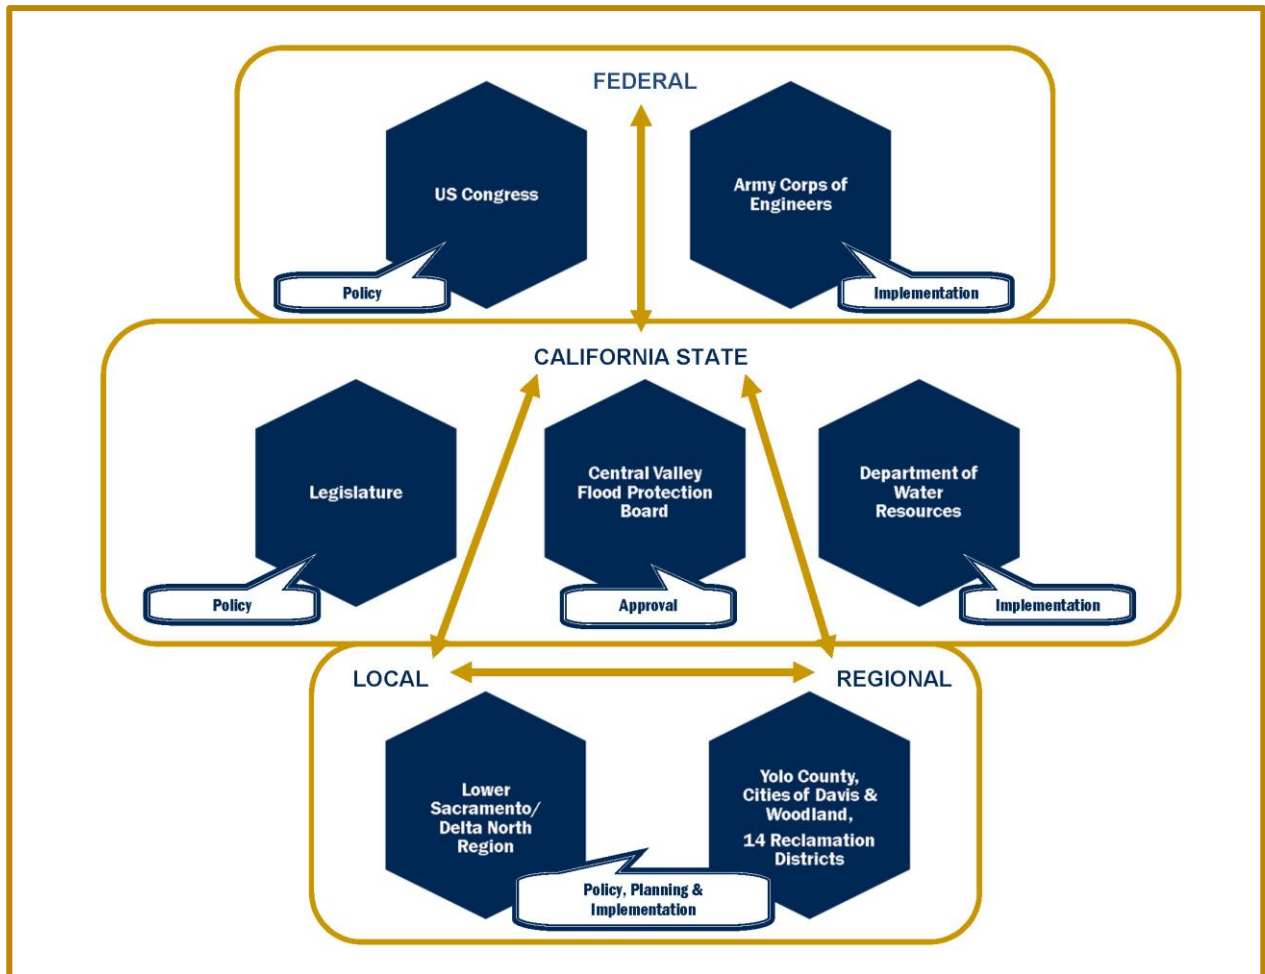 FEDERAL
US Congress
Army Corps of
Engineers
Policy
Implementation
CALIFORNIA STATE
Legislature
Central Valley
Flood Protection
Board
Department of
Water
Resources
Policy
Approval
Implementation
LOCAL
REGIONAL
Lower
Sacramento/
Delta North
Region
Yolo County,
Cities of Davis &
Woodland,
14 Reclamation
Districts
Policy, Planning &
Implementation